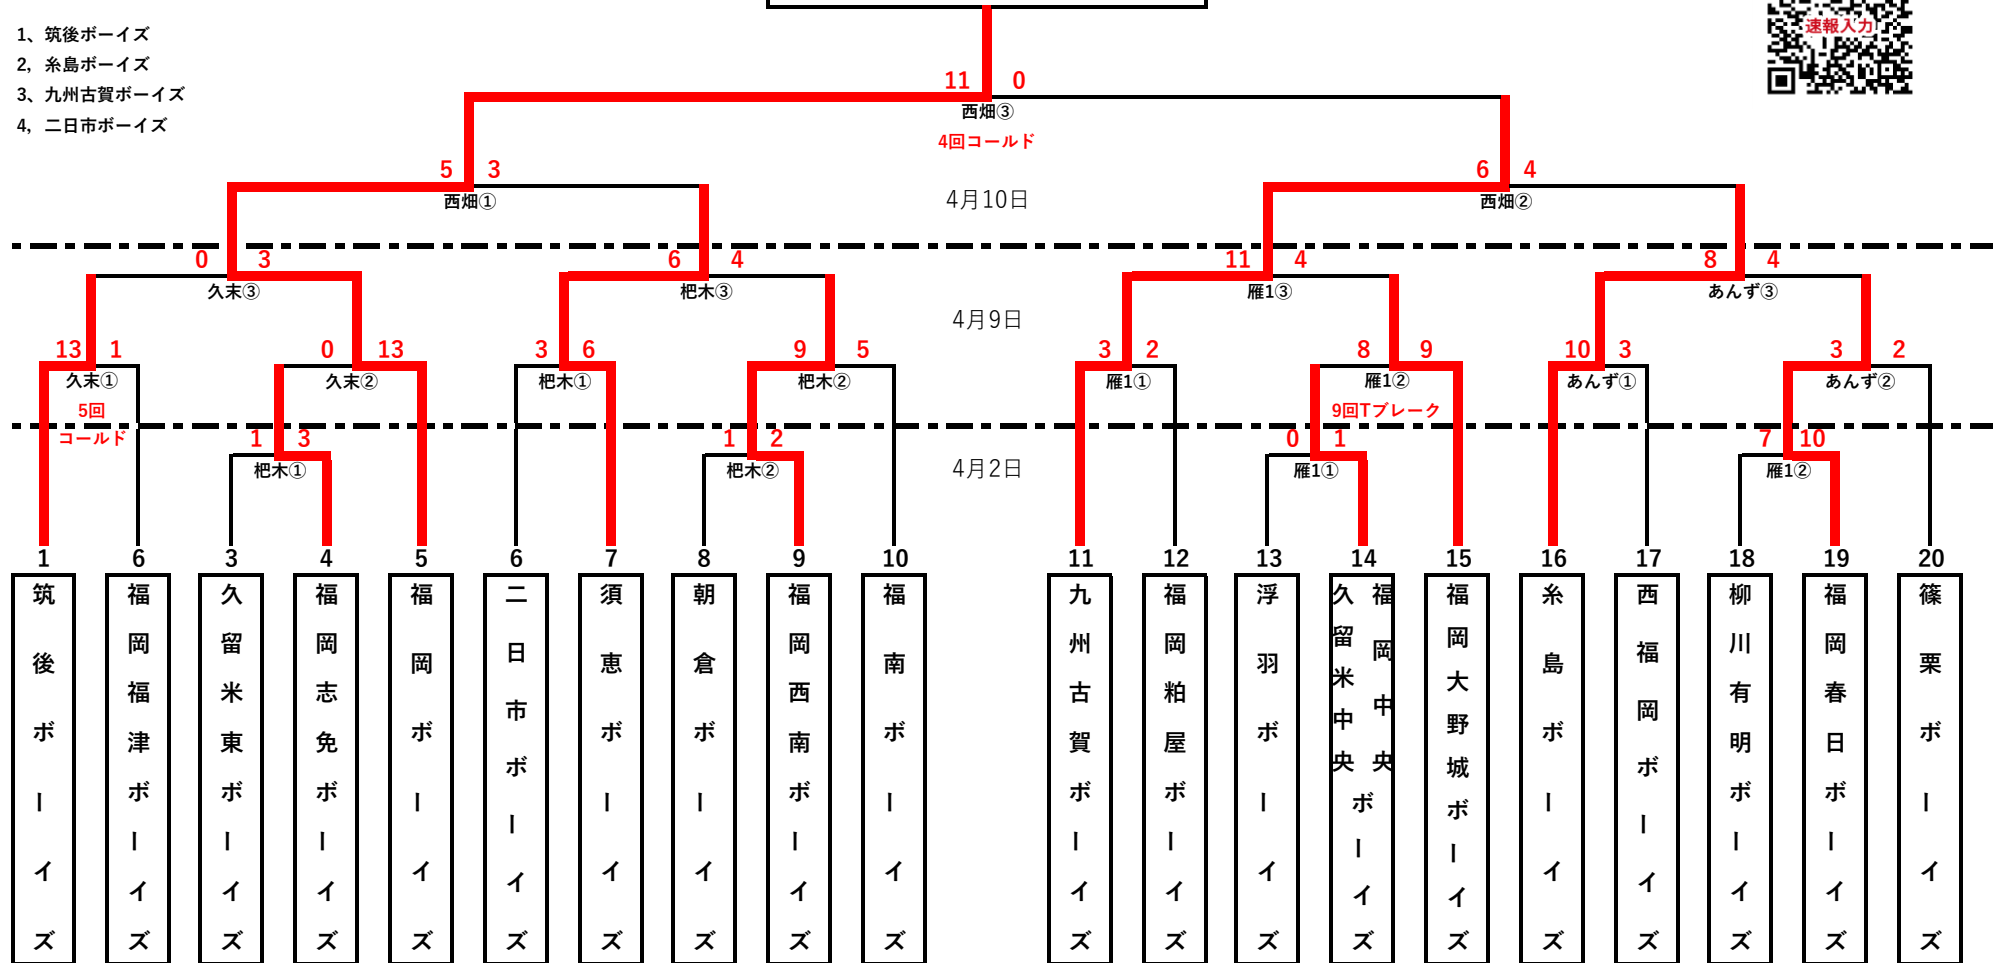 1、筑後ボーイズ
2，糸島ボーイズ
3、九州古賀ボーイズ
4，二日市ボーイズ
速報入力
11 0
西畑③
4回コールド
5 3
西畑①
6 4
西畑②
4月10日
0 3
久末③
6 4
杷木③
11 4
雁1③
8 4
あんず③
4月9日
13 1
久末①
5回
コールド
0 13
久末②
3 6
杷木①
9 5
杷木②
3 2
雁1①
8 9
雁1②
9回Tブレーク
10 3
あんず①
3 2
あんず②
1 3
杷木①
1 2
杷木②
0 1
雁1①
7 10
雁1②
4月2日
1
筑後ボーイズ
6
福岡福津ボーイズ
3
久留米東ボーイズ
4
福岡志免ボーイズ
5
福岡ボーイズ
6
二日市ボーイズ
7
須恵ボーイズ
8
朝倉ボーイズ
9
福岡西南ボーイズ
10
福南ボーイズ
11
九州古賀ボーイズ
12
福岡粕屋ボーイズ
13
浮羽ボーイズ
14
福岡中央
久留米中央
ボーイズ
15
福岡大野城ボーイズ
16
糸島ボーイズ
17
西福岡ボーイズ
18
柳川有明ボーイズ
19
福岡春日ボーイズ
20
篠栗ボーイズ